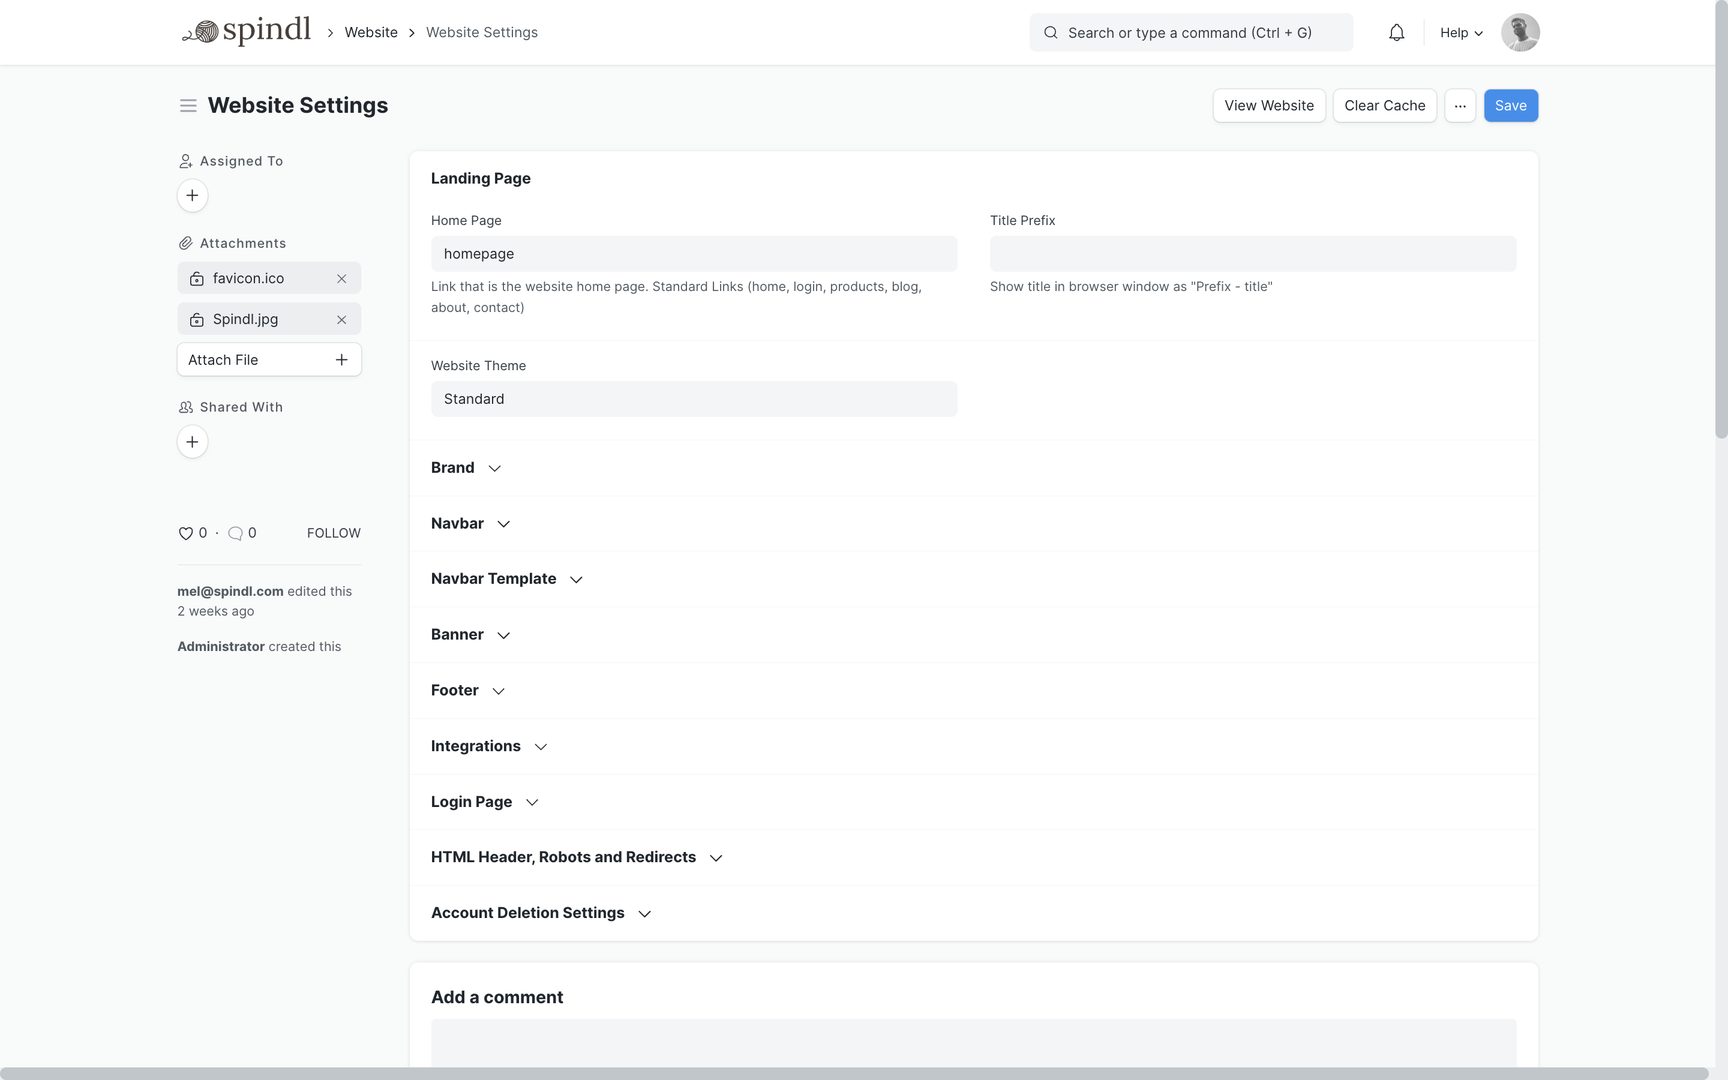 spindl
Website
Website Settings
Search or type a command (Ctrl + G)
Help
Website Settings
View Website
Clear Cache
Save
Assigned To
Attachments
favicon.ico
Spindl.jpg
Attach File
Shared With
0 · 0
FOLLOW
mel@spindl.com edited this
2 weeks ago
Administrator created this
Landing Page
Home Page
homepage
Link that is the website home page. Standard Links (home, login, products, blog,
about, contact)
Title Prefix
Show title in browser window as "Prefix - title"
Website Theme
Standard
Brand
Navbar
Navbar Template
Banner
Footer
Integrations
Login Page
HTML Header, Robots and Redirects
Account Deletion Settings
Add a comment